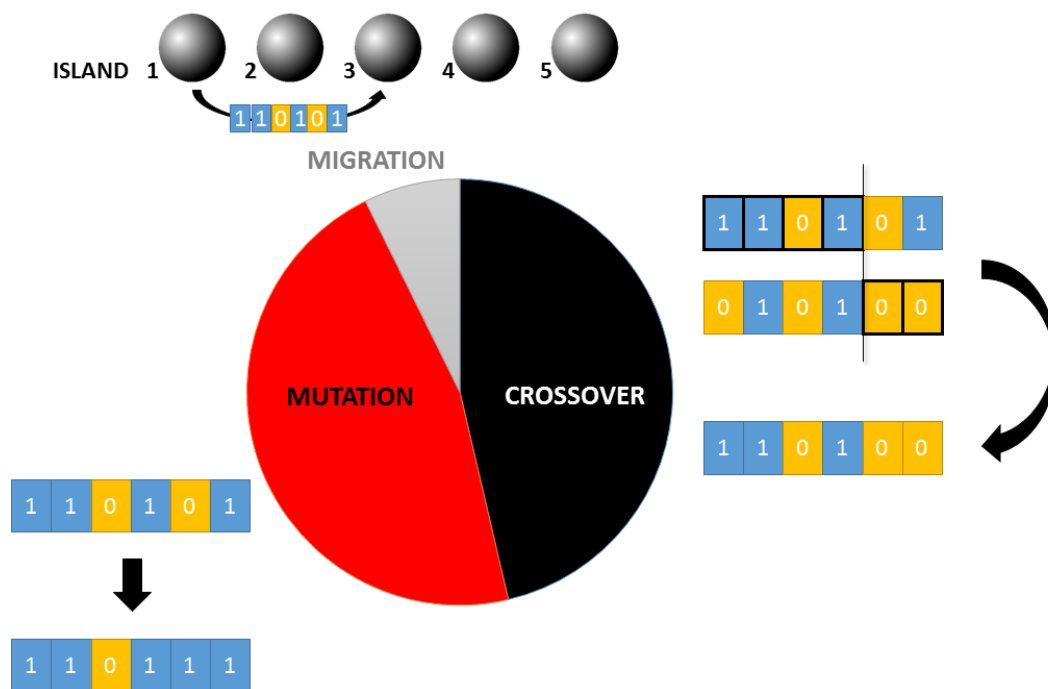 ISLAND 1 2 3 4 5
1 1 0 1 0 1
MIGRATION
1 1 0 1 0 1
0 1 0 1 0 0
MUTATION CROSSOVER
1 1 0 1 0 0
1 1 0 1 0 1
1 1 0 1 1 1